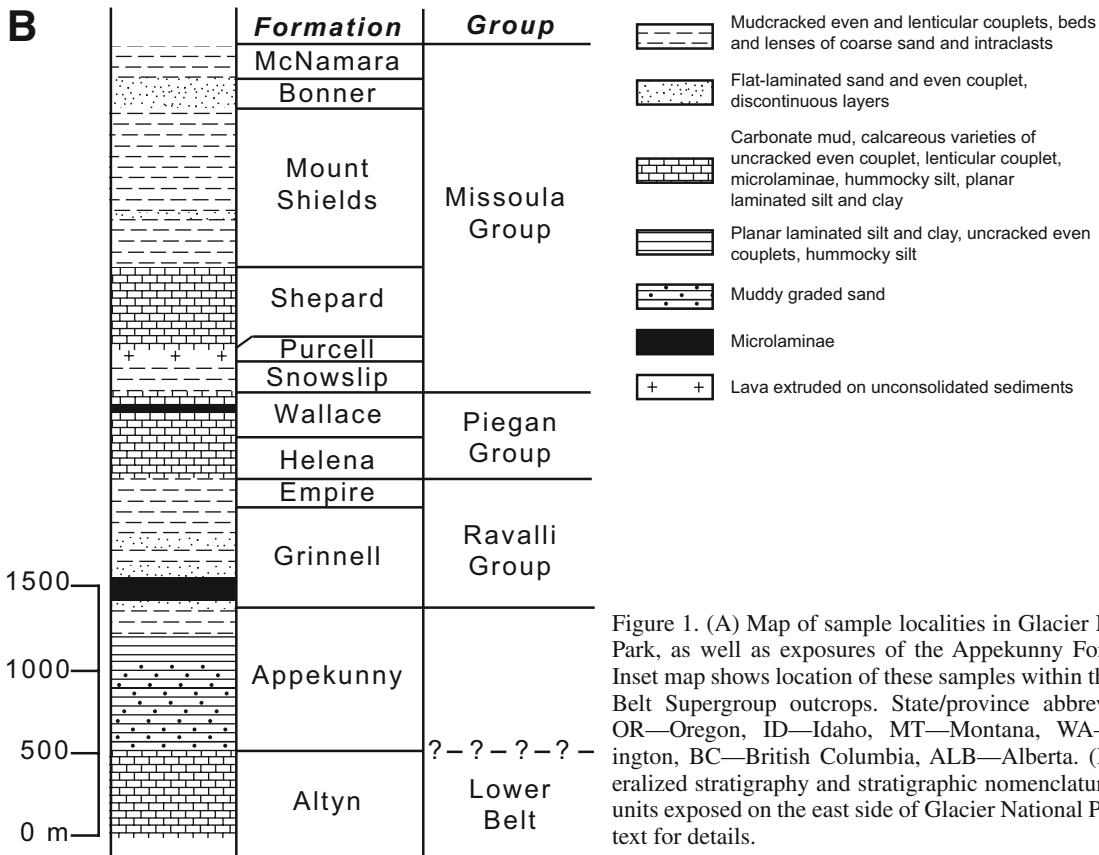 B
Formation Group
McNamara
Bonner
Mount
Shields
Missoula
Group
Shepard
Purcell
Snowslip
Wallace
Piegan
Group
Helena
Empire
Grinnell
Ravalli
Group
Appekunny
? – ? – ? – ? –
Altyn
Lower
Belt
1500
1000
500
0 m
Mudcracked even and lenticular couplets, beds
and lenses of coarse sand and intraclasts
Flat-laminated sand and even couplet,
discontinuous layers
Carbonate mud, calcareous varieties of
uncracked even couplet, lenticular couplet,
microlaminae, hummocky silt, planar
laminated silt and clay
Planar laminated silt and clay, uncracked even
couplets, hummocky silt
Muddy graded sand
Microlaminae
Lava extruded on unconsolidated sediments
Figure 1. (A) Map of sample localities in Glacier
Park, as well as exposures of the Appekunny For
Inset map shows location of these samples within th
Belt Supergroup outcrops. State/province abbrev
OR—Oregon, ID—Idaho, MT—Montana, WA—
ington, BC—British Columbia, ALB—Alberta. (
eralized stratigraphy and stratigraphic nomenclatur
units exposed on the east side of Glacier National P
text for details.